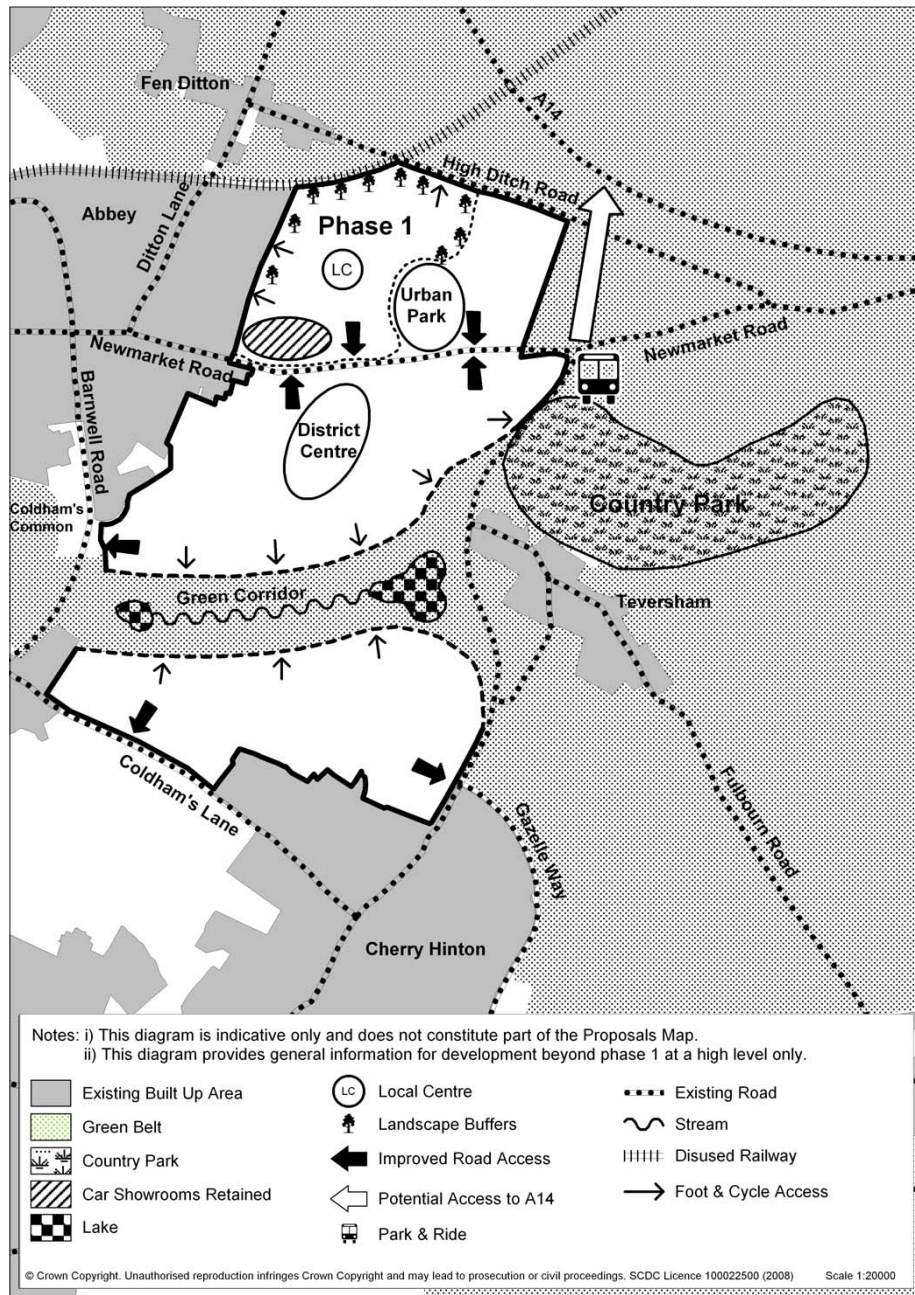 Fen Ditton
A14
High Ditch Road
Abbey
Ditton Lane
Phase 1
LC
Urban
Park
Newmarket Road
Newmarket Road
Barnwell Road
District
Centre
Coldham's
Common
Country Park
Green Corridor
Teversham
Coldham's Lane
Gazelle Way
Fulbourn Road
Cherry Hinton
Notes: i) This diagram is indicative only and does not constitute part of the Proposals Map.
ii) This diagram provides general information for development beyond phase 1 at a high level only.
Existing Built Up Area
Green Belt
Country Park
Car Showrooms Retained
Lake
LC Local Centre
Landscape Buffers
Improved Road Access
Potential Access to A14
Park & Ride
Existing Road
Stream
Disused Railway
Foot & Cycle Access
© Crown Copyright. Unauthorised reproduction infringes Crown Copyright and may lead to prosecution or civil proceedings. SCDC Licence 100022500 (2008) Scale 1:20000